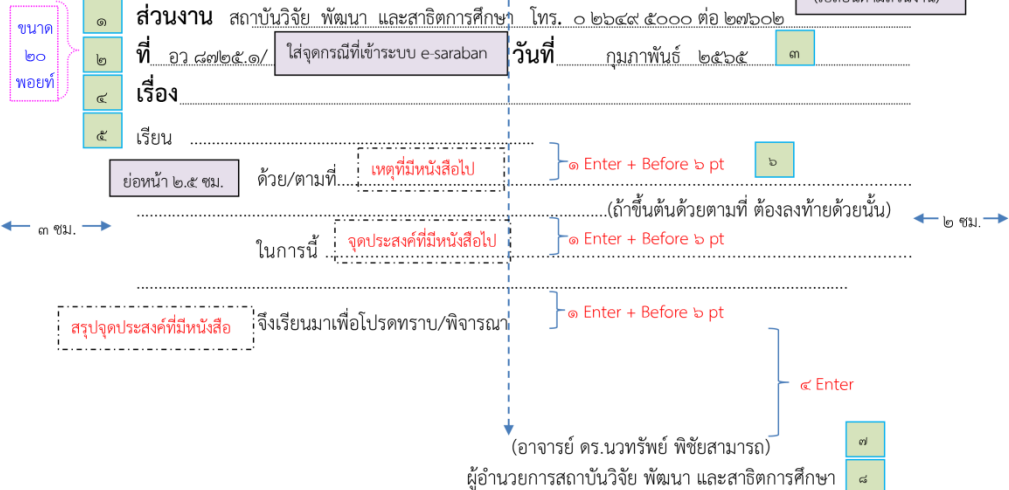 ๑ ส่วนงาน สถาบันวิจัย พัฒนา และสาธิตการศึกษา โทร. ๐ ๒๖๔๙ ๕๐๐๐ ต่อ ๒๗๖๐๒
ขนาด ๒๐ พอยท์
๒ ที่ อว ๘๗๒๕.๑/ ใส่จุดกรณีที่เข้าระบบ e-saraban วันที่ กุมภาพันธ์ ๒๕๖๕ ๓
๔ เรื่อง
๕ เรียน
ย่อหน้า ๒.๕ ซม. ด้วย/ตามที่ เหตุที่มีหนังสือไป ๑ Enter + Before ๖ pt ๖
(ถ้าขึ้นต้นด้วยตามที่ ต้องลงท้ายด้วยนั้น)
๓ ซม. ๒ ซม.
ในการนี้ จุดประสงค์ที่มีหนังสือไป ๑ Enter + Before ๖ pt
สรุปจุดประสงค์ที่มีหนังสือ จึงเรียนมาเพื่อโปรดทราบ/พิจารณา ๑ Enter + Before ๖ pt
๔ Enter
(อาจารย์ ดร.นวทรัพย์ พิชัยสามารถ) ๗
ผู้อำนวยการสถาบันวิจัย พัฒนา และสาธิตการศึกษา ๘